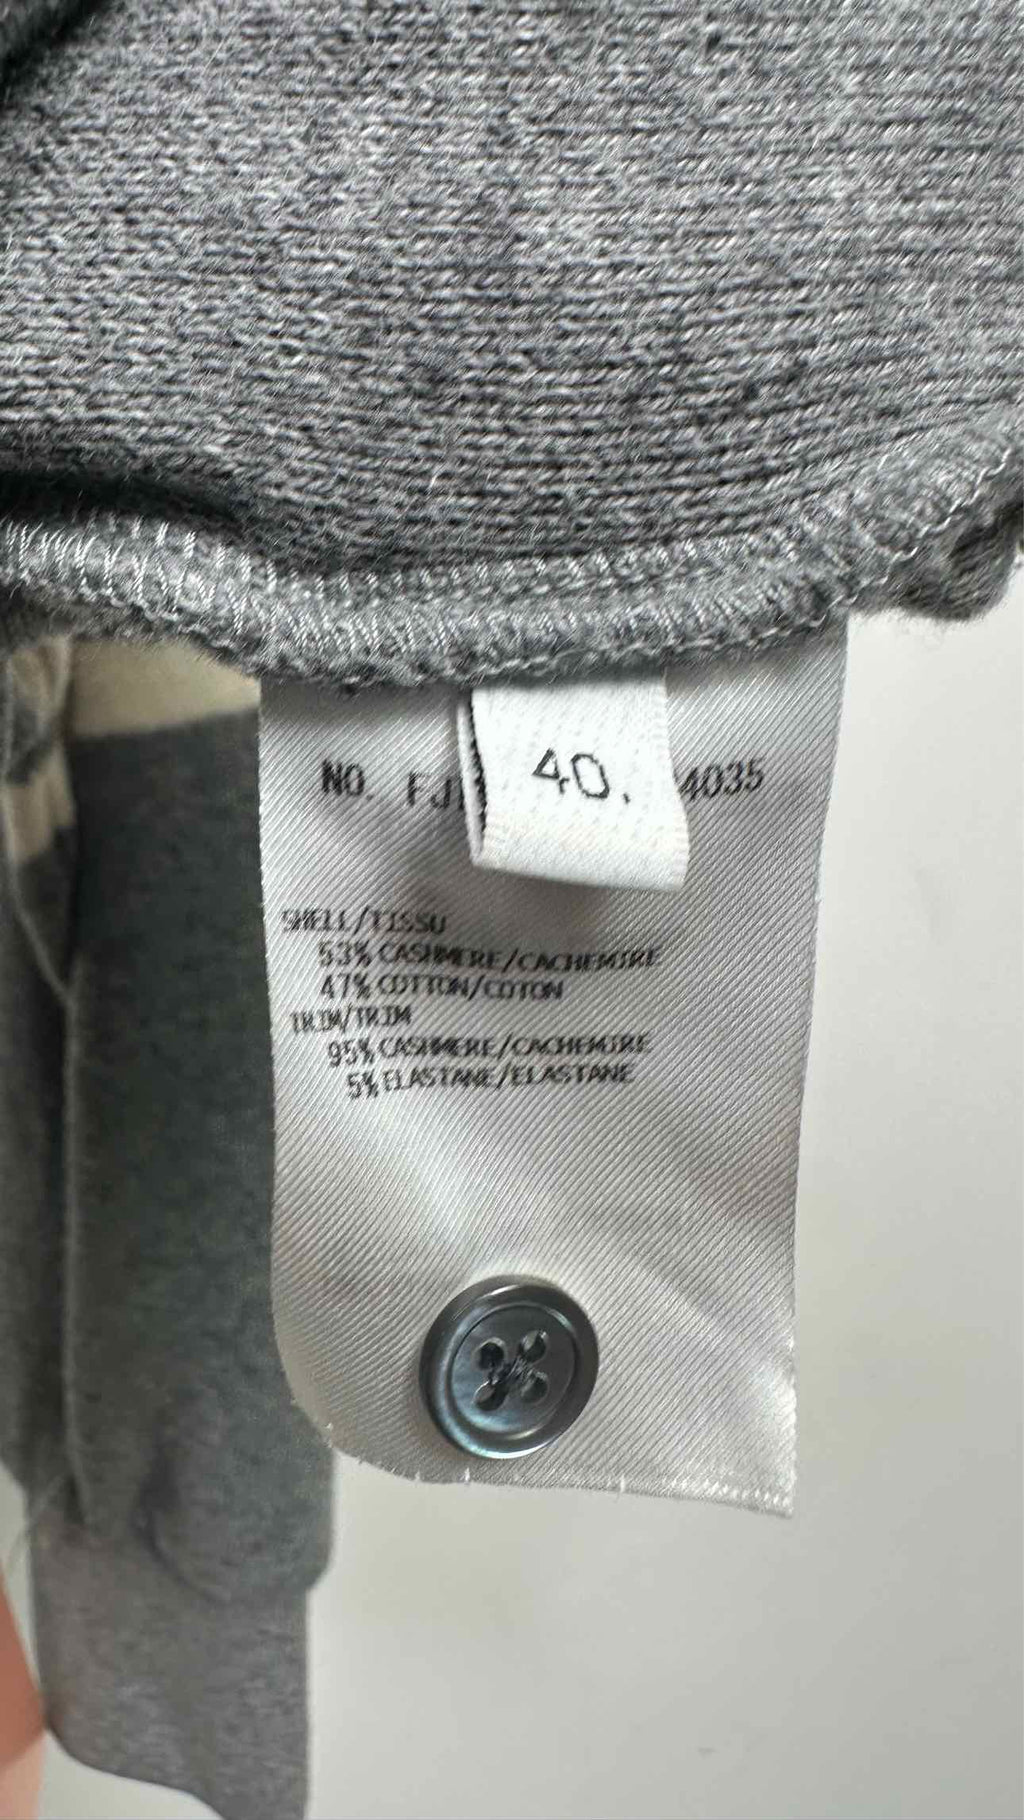 NO. FJ 4035
40.
SHELL/TISSU
53% CASHMERE/CACHEMIRE
47% COTTON/COTON
TRIM/TRIM
95% CASHMERE/CACHEMIRE
5% ELASTANE/ELASTANE